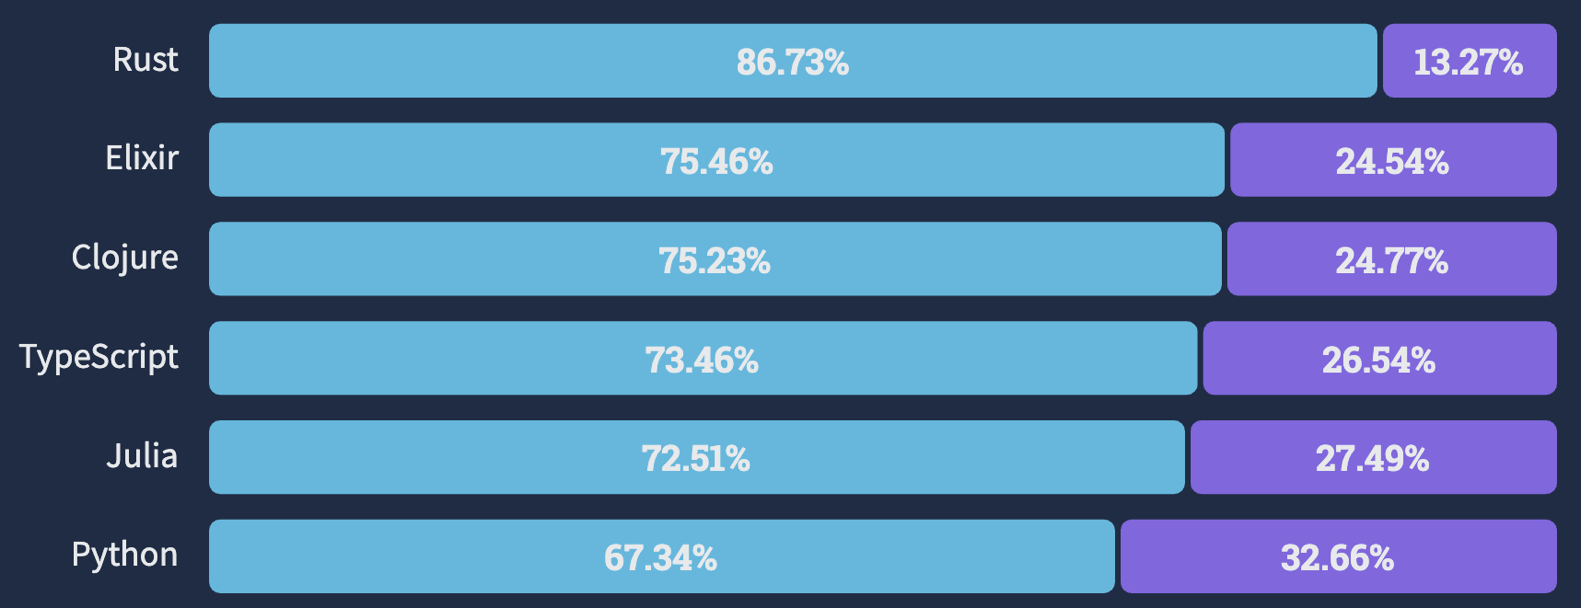 Rust 86.73% 13.27%
Elixir 75.46% 24.54%
Clojure 75.23% 24.77%
TypeScript 73.46% 26.54%
Julia 72.51% 27.49%
Python 67.34% 32.66%